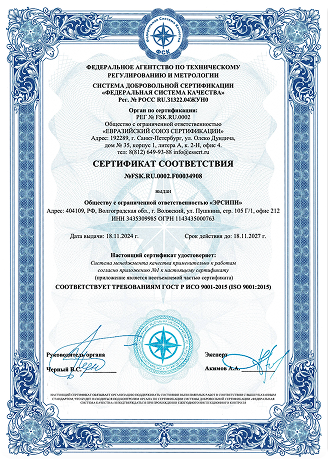 ФСК
ФЕДЕРАЛЬНОЕ АГЕНТСТВО ПО ТЕХНИЧЕСКОМУ
РЕГУЛИРОВАНИЮ И МЕТРОЛОГИИ
СИСТЕМА ДОБРОВОЛЬНОЙ СЕРТИФИКАЦИИ
«ФЕДЕРАЛЬНАЯ СИСТЕМА КАЧЕСТВА»
Рег. № РОСС RU.31322.04ЖУН0
Орган по сертификации:
РЕГ № FSK.RU.0002
Общество с ограниченной ответственностью
«ЕВРАЗИЙСКИЙ СОЮЗ СЕРТИФИКАЦИИ»
Адрес: 192289, г. Санкт-Петербург, ул. Олеко Дундича,
дом № 35, корпус 1, литера А, к. 2-П, офис 4,
тел: 8(812) 649-93-88 info@essert.ru
СЕРТИФИКАТ СООТВЕТСТВИЯ
№FSK.RU.0002.F0034908
выдан
Обществу с ограниченной ответственностью «ЭРСИПИ»
Адрес: 404109, РФ, Волгоградская обл., г. Волжский, ул. Пушкина, стр. 105 Г/1, офис 212
ИНН 3435309985 ОГРН 1143435000763
Дата выдачи: 18.11.2024 г. Срок действия до: 18.11.2027 г.
Настоящий сертификат удостоверяет:
Система менеджмента качества применительно к работам
согласно приложению №1 к настоящему сертификату
(приложение является неотъемлемой частью сертификата)
СООТВЕТСТВУЕТ ТРЕБОВАНИЯМ ГОСТ Р ИСО 9001-2015 (ISO 9001:2015)
Руководитель органа Эксперт
Черный В.С. Акимов А.А.